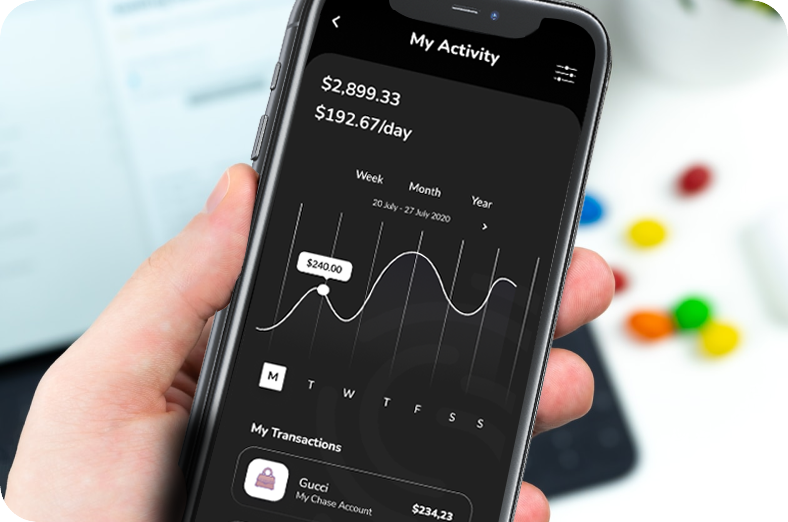 My Activity
$2,899.33
$192.67/day
Week Month Year
20 July - 27 July 2020
$240.00
M T W T F S S
My Transactions
Gucci
My Chase Account
$234,23